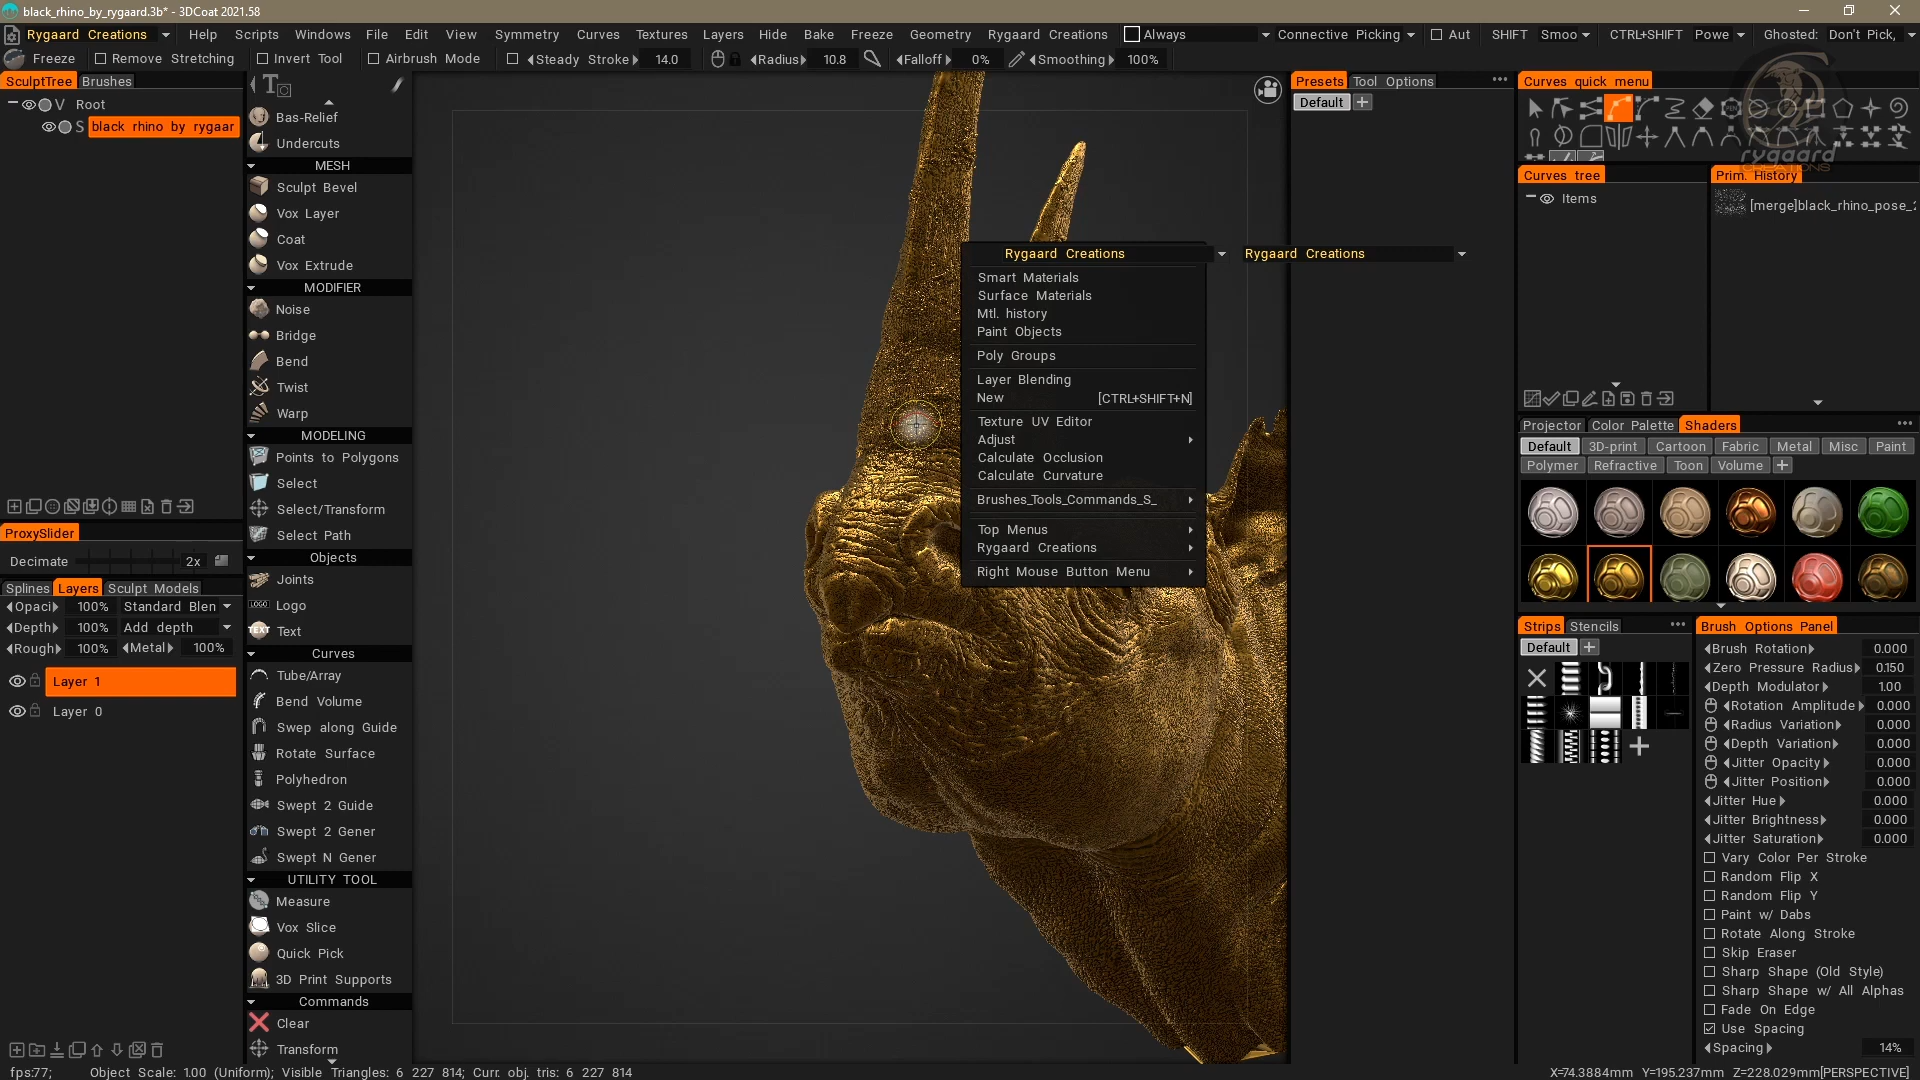 black_rhino_by_rygaard.3b* - 3DCoat 2021.58
Rygaard Creations Help Scripts Windows File Edit View Symmetry Curves Textures Layers Hide Bake Freeze Geometry Rygaard Creations Always Connective Picking Aut SHIFT Smoo CTRL+SHIFT Powe Ghosted: Don't Pick,
Freeze Remove Stretching Invert Tool Airbrush Mode Steady Stroke 14.0 Radius 10.8 Falloff 0% Smoothing 100%
SculptTree Brushes
V Root
S black rhino by rygaar
ProxySlider
Decimate 2x
Splines Layers Sculpt Models
Opaci 100% Standard Blen
Depth 100% Add depth
Rough 100% Metal 100%
Layer 1
Layer 0
Bas-Relief
Undercuts
MESH
Sculpt Bevel
Vox Layer
Coat
Vox Extrude
MODIFIER
Noise
Bridge
Bend
Twist
Warp
MODELING
Points to Polygons
Select
Select/Transform
Select Path
Objects
Joints
LOGO Logo
TEXT Text
Curves
Tube/Array
Bend Volume
Swep along Guide
Rotate Surface
Polyhedron
Swept 2 Guide
Swept 2 Gener
Swept N Gener
UTILITY TOOL
Measure
Vox Slice
Quick Pick
3D Print Supports
Commands
Clear
Transform
Rygaard Creations Rygaard Creations
Smart Materials
Surface Materials
Mtl. history
Paint Objects
Poly Groups
Layer Blending
New [CTRL+SHIFT+N]
Texture UV Editor
Adjust
Calculate Occlusion
Calculate Curvature
Brushes_Tools_Commands_S_
Top Menus
Rygaard Creations
Right Mouse Button Menu
Presets Tool Options
Default
Curves quick menu
rygaard
CREATIONS
Curves tree
Items
Prim. History
[merge]black_rhino_pose_2
Projector Color Palette Shaders
Default 3D-print Cartoon Fabric Metal Misc Paint
Polymer Refractive Toon Volume
Strips Stencils
Default
Brush Options Panel
Brush Rotation 0.000
Zero Pressure Radius 0.150
Depth Modulator 1.00
Rotation Amplitude 0.000
Radius Variation 0.000
Depth Variation 0.000
Jitter Opacity 0.000
Jitter Position 0.000
Jitter Hue 0.000
Jitter Brightness 0.000
Jitter Saturation 0.000
Vary Color Per Stroke
Random Flip X
Random Flip Y
Paint w/ Dabs
Rotate Along Stroke
Skip Eraser
Sharp Shape (Old Style)
Sharp Shape w/ All Alphas
Fade On Edge
Use Spacing
Spacing 14%
fps:77; Object Scale: 1.00 (Uniform); Visible Triangles: 6 227 814; Curr. obj. tris: 6 227 814
X=74.3884mm Y=195.237mm Z=228.029mm[PERSPECTIVE]